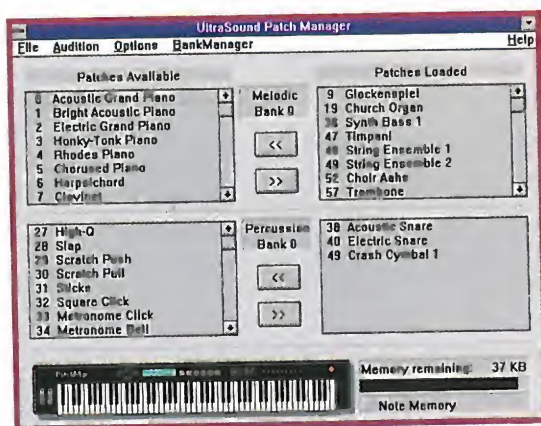 UltraSound Patch Manager
File Audition Options BankManager Help
Patches Available
0 Acoustic Grand Piano
1 Bright Acoustic Piano
2 Electric Grand Piano
3 Honky-Tonk Piano
4 Rhodes Piano
5 Chorused Piano
6 Harpsichord
7 Clavinet
Melodic
Bank 0
<<
>>
Patches Loaded
9 Glockenspiel
19 Church Organ
38 Synth Bass 1
47 Timpani
48 String Ensemble 1
49 String Ensemble 2
52 Choir Aahs
57 Trombone
27 High-Q
28 Slap
29 Scratch Push
30 Scratch Pull
31 Sticks
32 Square Click
33 Metronome Click
34 Metronome Bell
Percussion
Bank 0
<<
>>
38 Acoustic Snare
40 Electric Snare
49 Crash Cymbal 1
Memory remaining: 37 KB
Note Memory